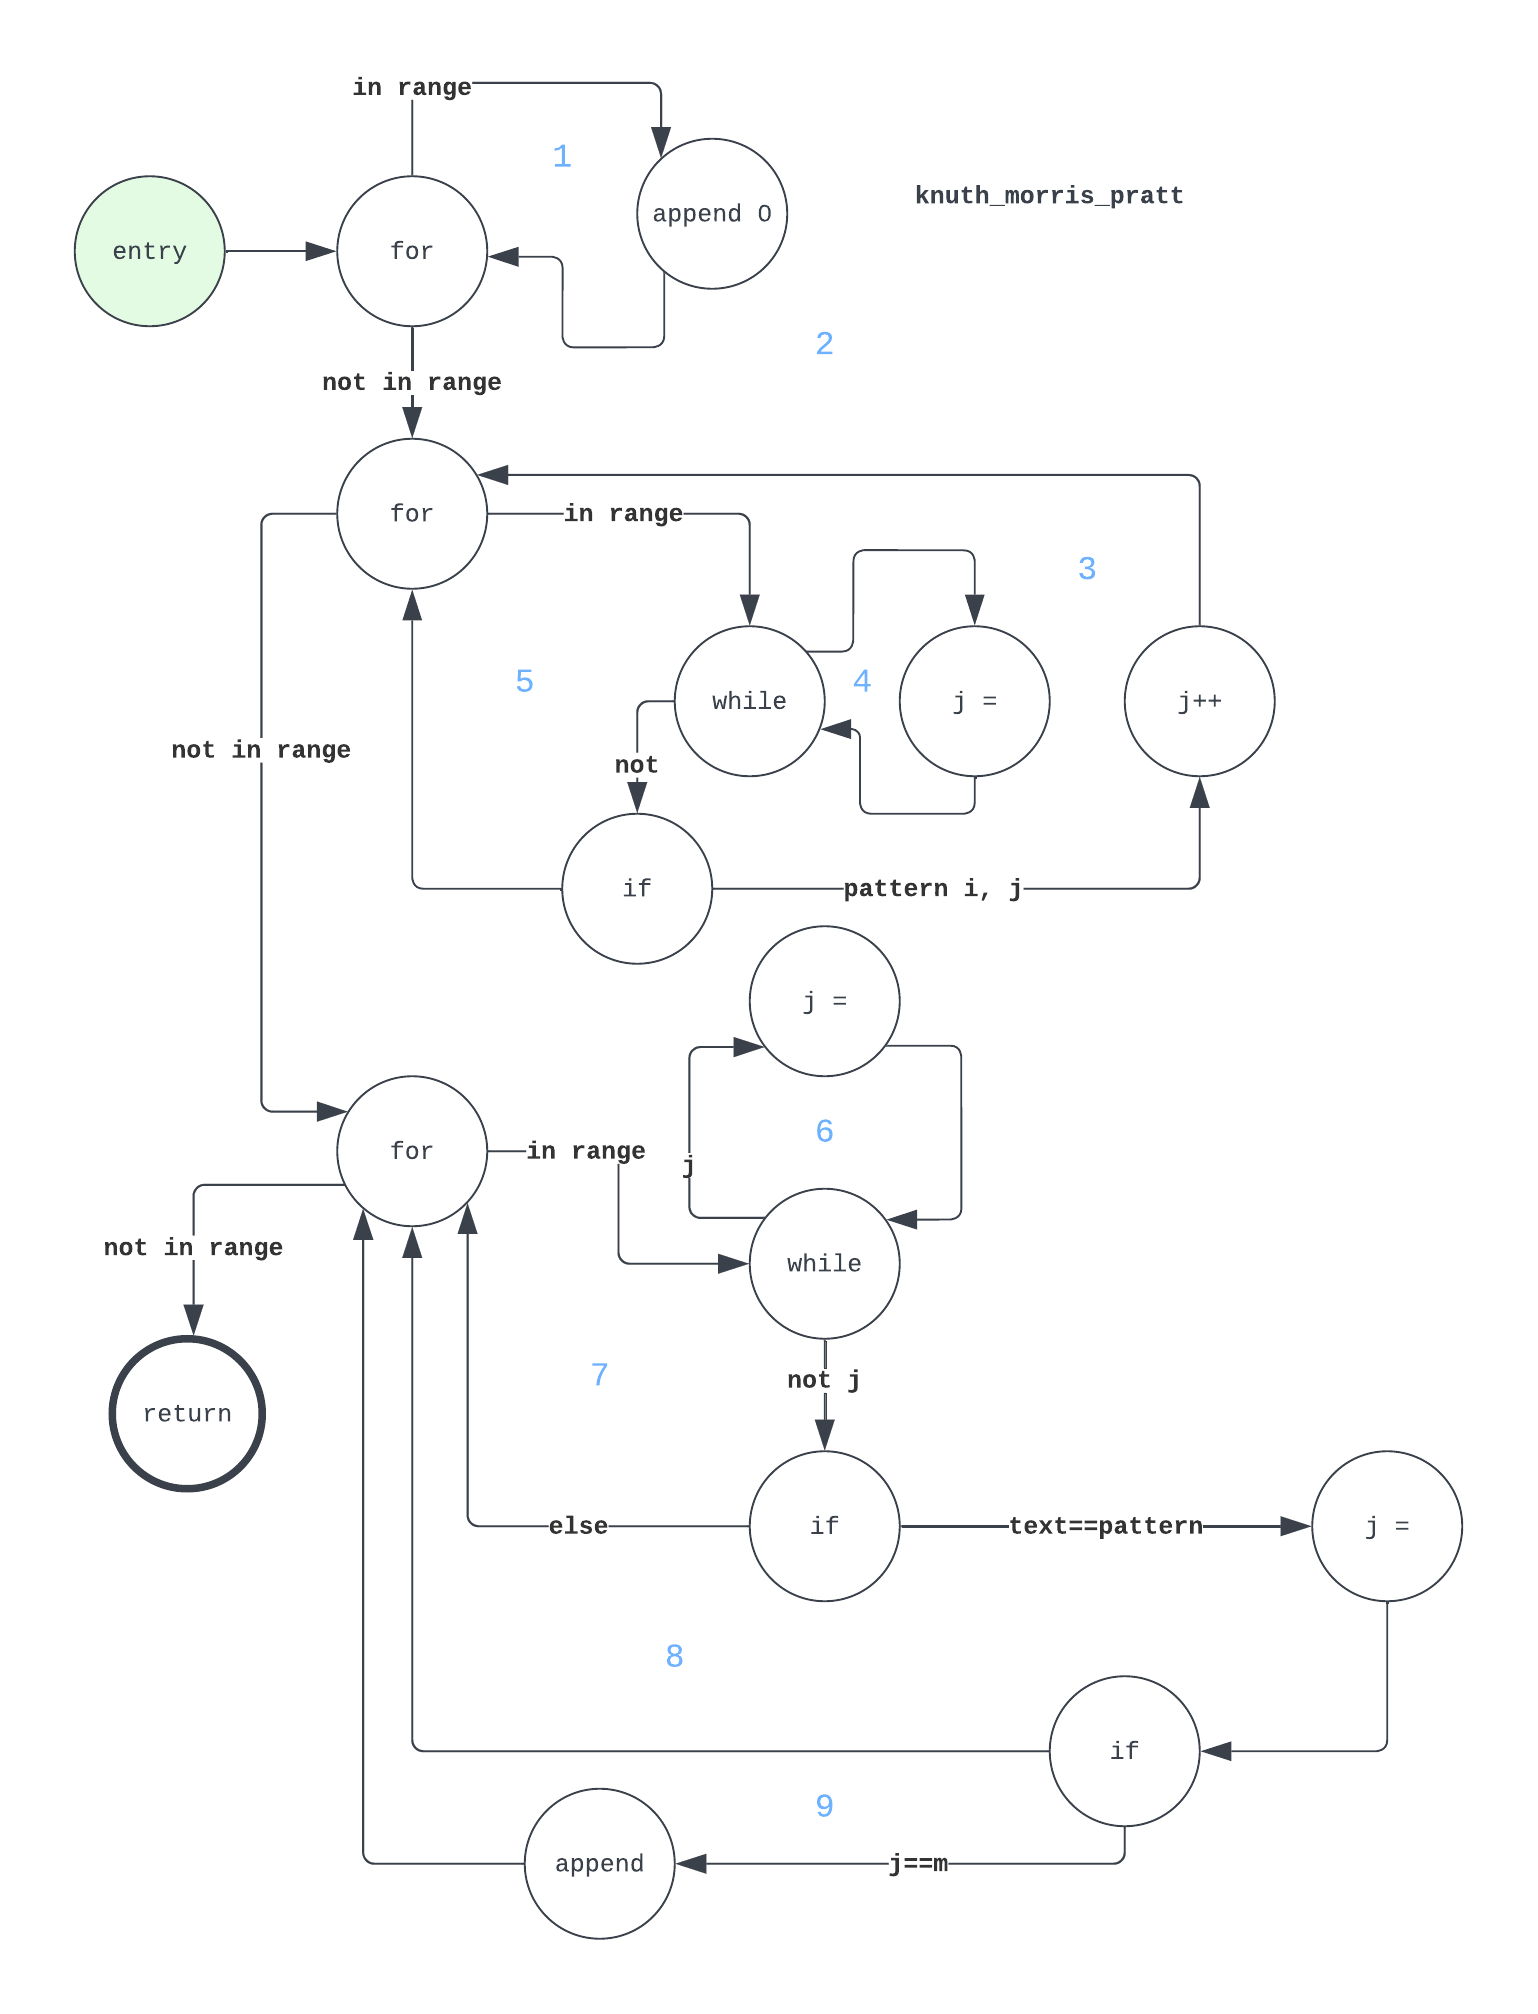 in range
1
append 0
knuth_morris_pratt
entry
for
2
not in range
for
in range
3
5
while
4
j =
j++
not in range
not
if
pattern i, j
j =
6
for
in range
j
not in range
while
7
not j
return
else
if
text==pattern
j =
8
if
9
append
j==m